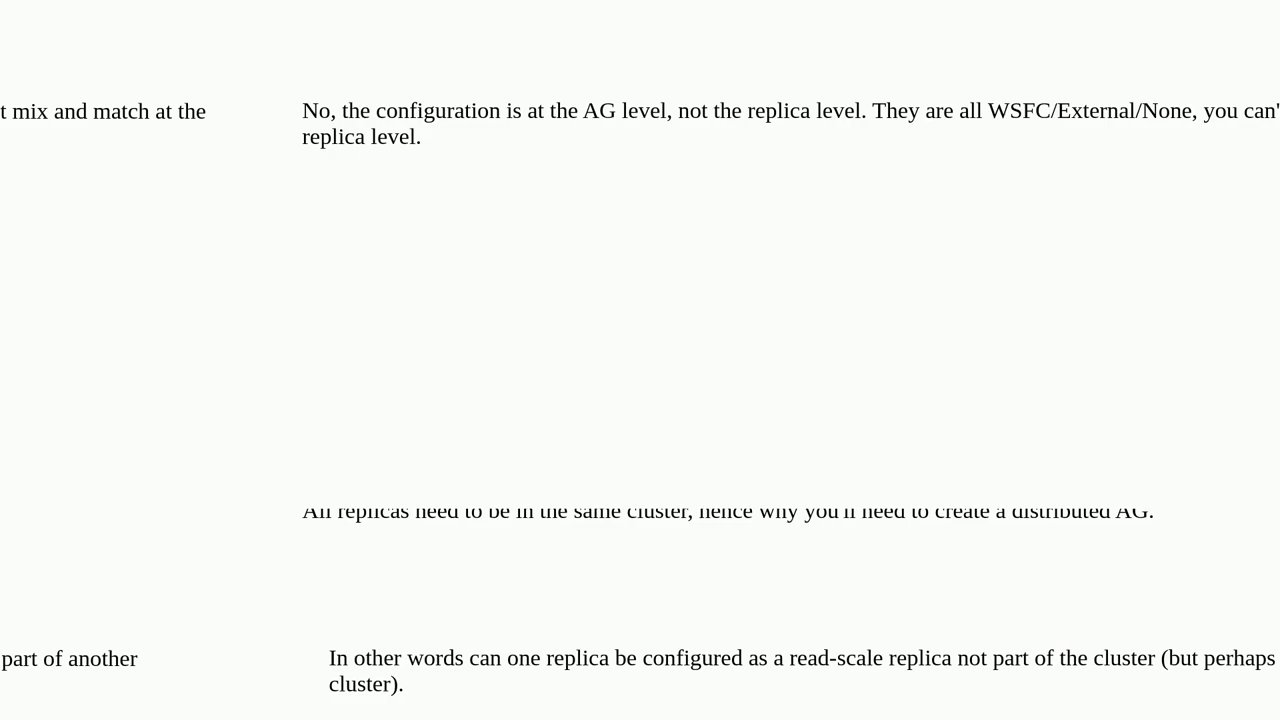 t mix and match at the
No, the configuration is at the AG level, not the replica level. They are all WSFC/External/None, you can'
replica level.
All replicas need to be in the same cluster, hence why you'll need to create a distributed AG.
part of another
In other words can one replica be configured as a read-scale replica not part of the cluster (but perhaps
cluster).